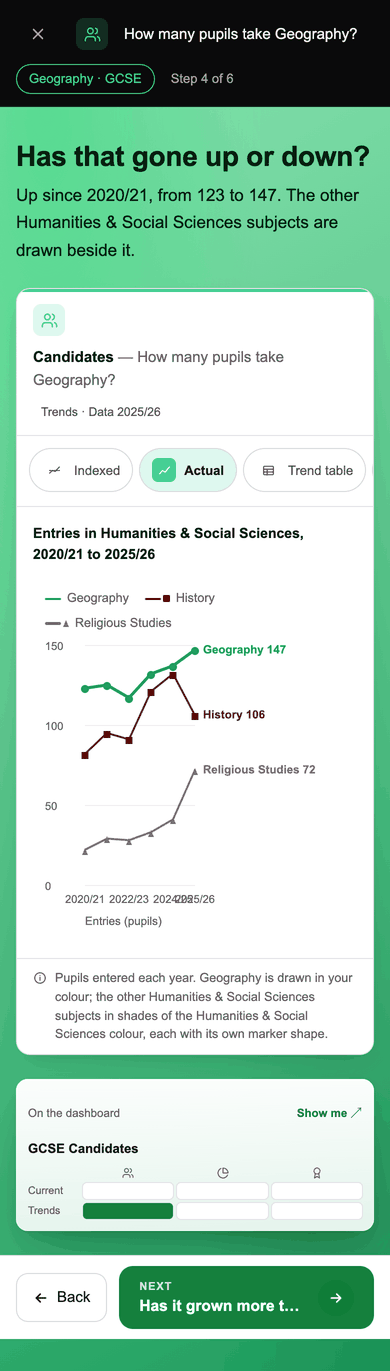 How many pupils take Geography?
Geography · GCSE
Step 4 of 6
Has that gone up or down?
Up since 2020/21, from 123 to 147. The other
Humanities & Social Sciences subjects are
drawn beside it.
Candidates — How many pupils take
Geography?
Trends · Data 2025/26
Indexed
Actual
Trend table
Entries in Humanities & Social Sciences,
2020/21 to 2025/26
Geography
History
Religious Studies
150
Geography 147
History 106
100
Religious Studies 72
50
0
2020/21 2022/23 2024/25 2025/26
Entries (pupils)
Pupils entered each year. Geography is drawn in your
colour; the other Humanities & Social Sciences
subjects in shades of the Humanities & Social
Sciences colour, each with its own marker shape.
On the dashboard
Show me
GCSE Candidates
Current
Trends
Back
NEXT
Has it grown more t...